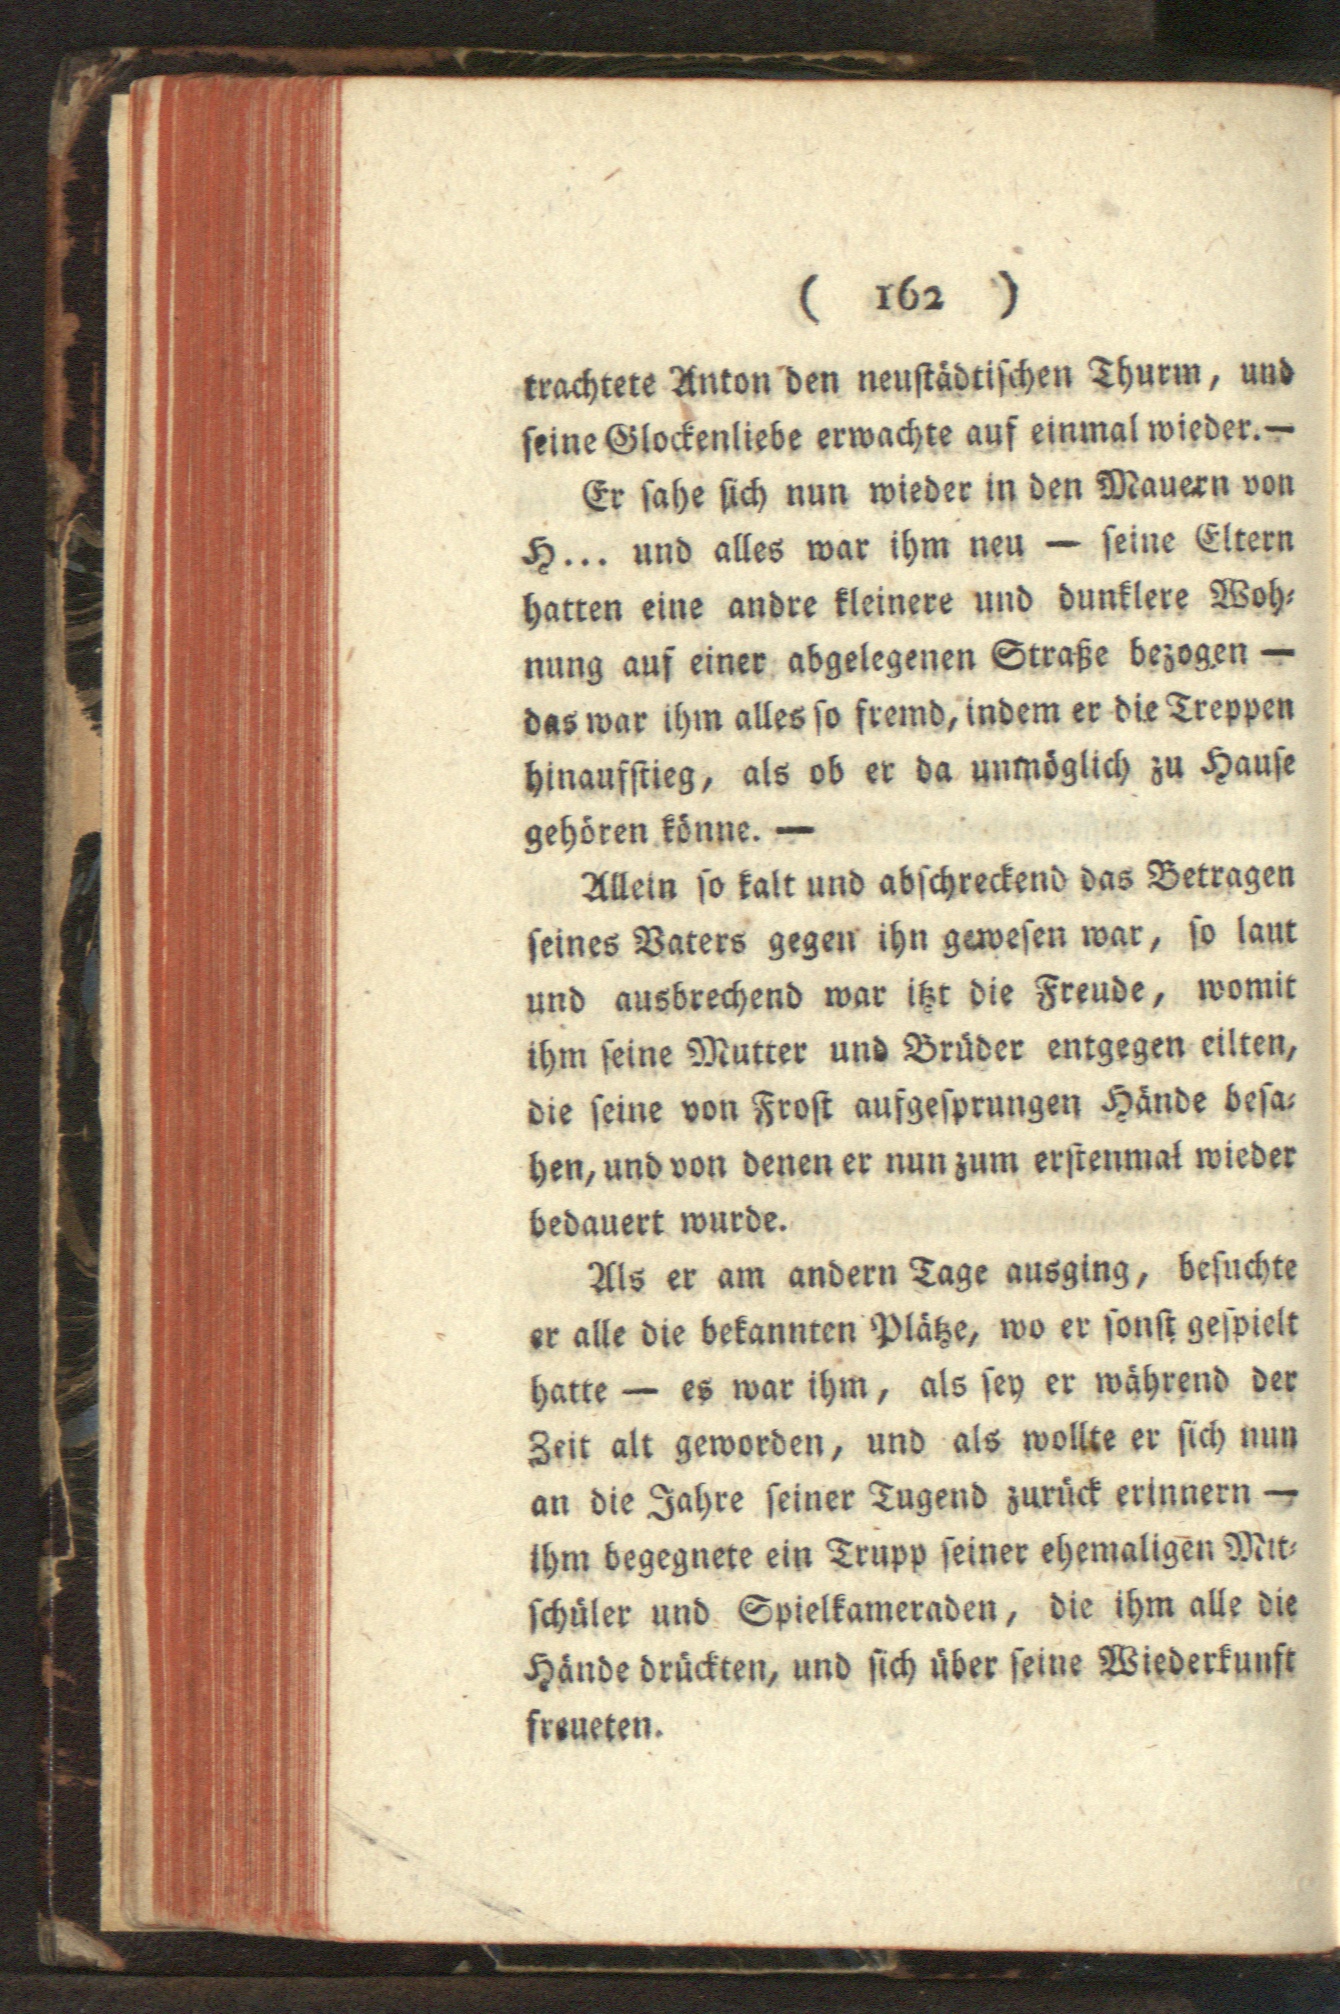 ( 162 )
trachtete Anton den neuſtädtiſchen Thurm, und
ſeine Glockenliebe erwachte auf einmal wieder.—
Er ſahe ſich nun wieder in den Mauern von
H... und alles war ihm neu — ſeine Eltern
hatten eine andre kleinere und dunklere Woh⸗
nung auf einer abgelegenen Straße bezogen —
das war ihm alles ſo fremd, indem er die Treppen
hinaufſtieg, als ob er da unmöglich zu Hauſe
gehören könne. —
Allein ſo kalt und abſchreckend das Betragen
ſeines Vaters gegen ihn geweſen war, ſo laut
und ausbrechend war itzt die Freude, womit
ihm ſeine Mutter und Brüder entgegen eilten,
die ſeine von Froſt aufgeſprungen Hände beſa⸗
hen, und von denen er nun zum erſtenmal wieder
bedauert wurde.
Als er am andern Tage ausging, beſuchte
er alle die bekannten Plätze, wo er ſonſt geſpielt
hatte — es war ihm, als ſey er während der
Zeit alt geworden, und als wollte er ſich nun
an die Jahre ſeiner Tugend zurück erinnern —
ihm begegnete ein Trupp ſeiner ehemaligen Mit⸗
ſchüler und Spielkameraden, die ihm alle die
Hände drückten, und ſich über ſeine Wiederkunft
freueten.